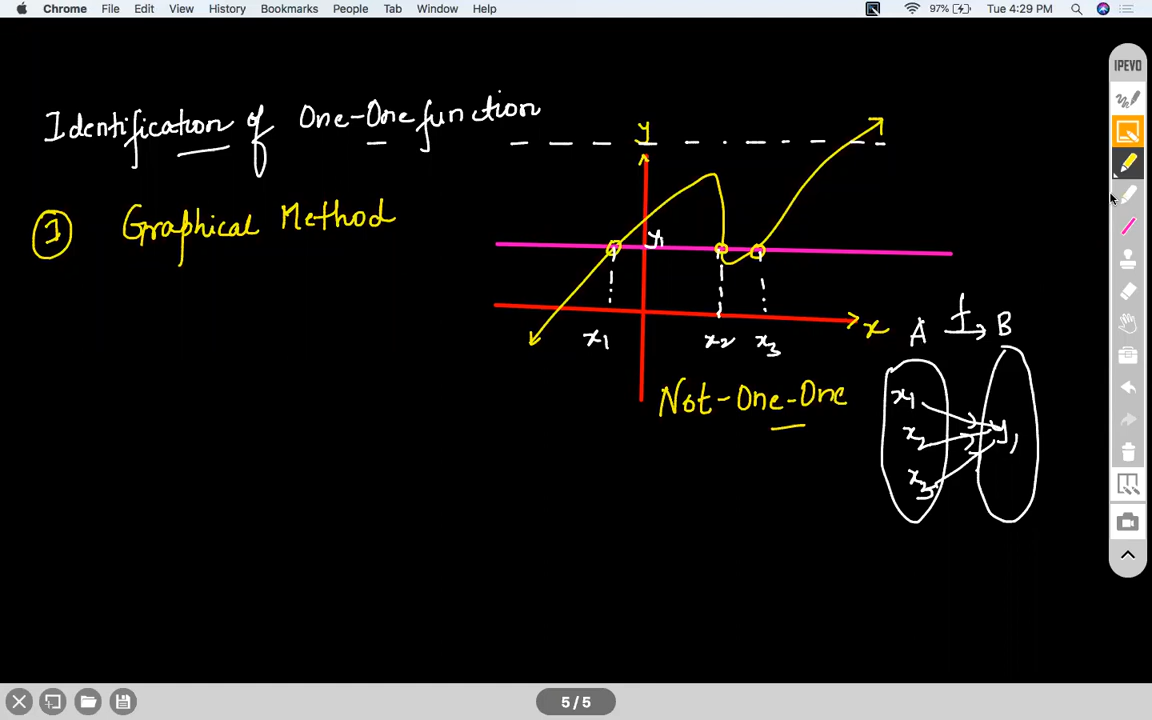 Chrome File Edit View History Bookmarks People Tab Window Help 97% Tue 4:29 PM
IPEVO
Identification of One-One function
y
1 Graphical Method
y1
x
x1 x2 x3
A f B
Not-One-One
x1
x2 y1
x3
5/5